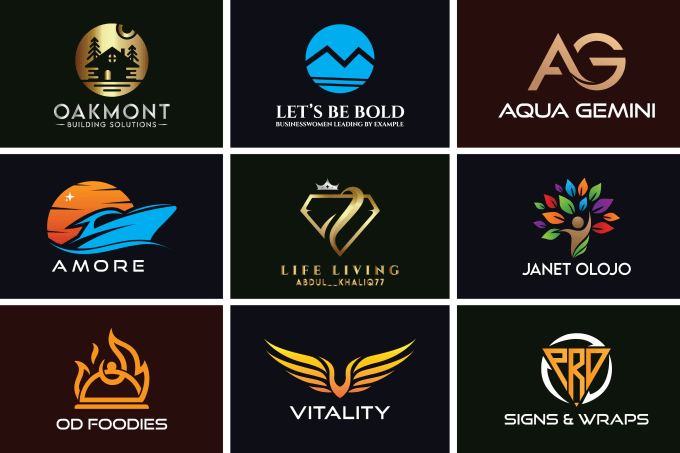 OAKMONT
BUILDING SOLUTIONS
LET'S BE BOLD
BUSINESSWOMEN LEADING BY EXAMPLE
AG
AQUA GEMINI
AMORE
LIFE LIVING
ABDUL__KHALIQ77
JANET OLOJO
OD FOODIES
VITALITY
PRO
SIGNS & WRAPS